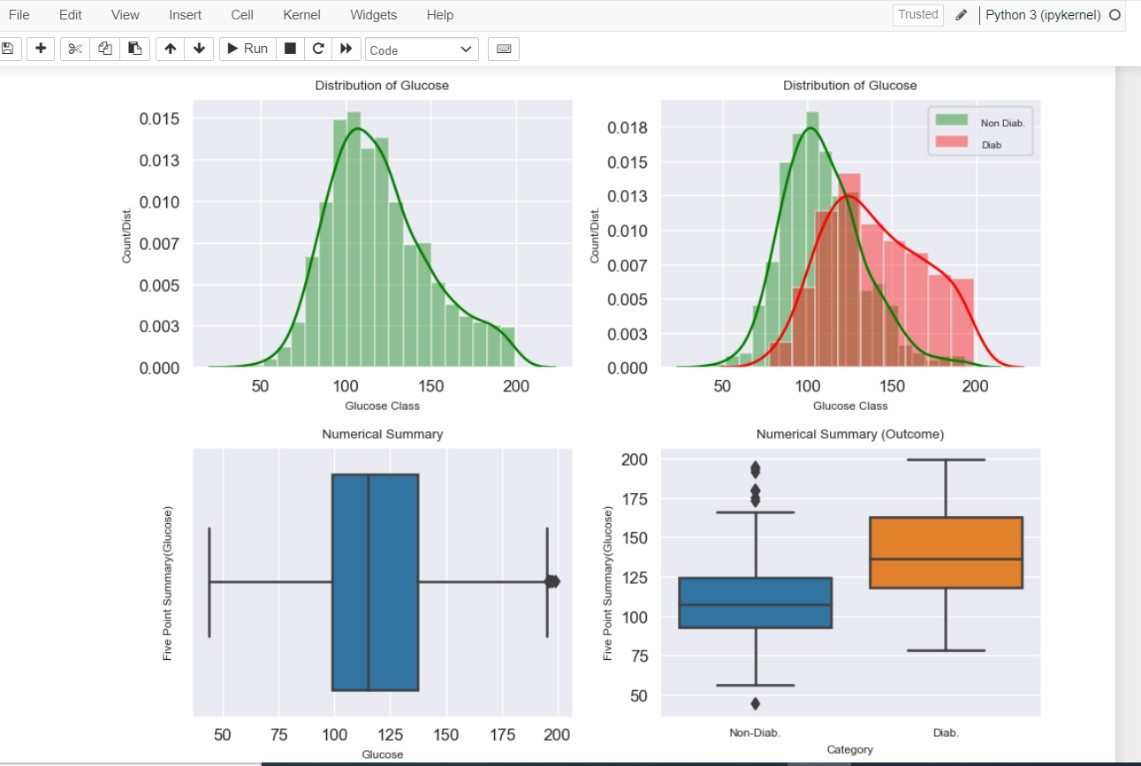 File Edit View Insert Cell Kernel Widgets Help Trusted Python 3 (ipykernel)
Run Code
Distribution of Glucose
Count/Dist.
0.015
0.013
0.010
0.007
0.005
0.003
0.000
50 100 150 200
Glucose Class
Distribution of Glucose
Non Diab.
Diab
Count/Dist.
0.018
0.015
0.013
0.010
0.007
0.005
0.003
0.000
50 100 150 200
Glucose Class
Numerical Summary
Five Point Summary(Glucose)
50 75 100 125 150 175 200
Glucose
Numerical Summary (Outcome)
Five Point Summary(Glucose)
200
175
150
125
100
75
50
Non-Diab. Diab.
Category